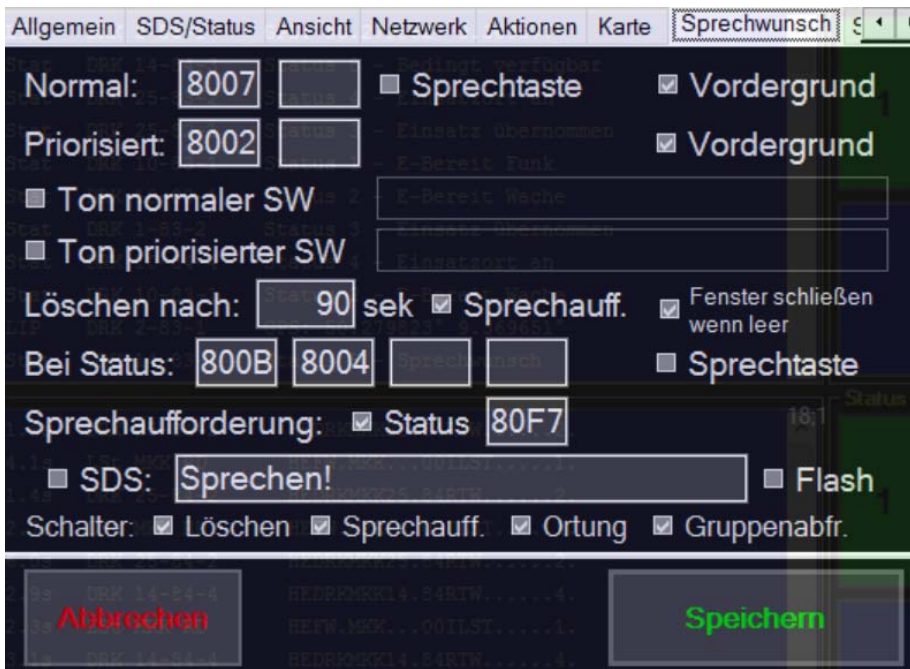 Allgemein SDS/Status Ansicht Netzwerk Aktionen Karte Sprechwunsch
Normal: 8007 Sprechtaste Vordergrund
Priorisiert: 8002 Vordergrund
Ton normaler SW
Ton priorisierter SW
Löschen nach: 90 sek Sprechauff. Fenster schließen
wenn leer
Bei Status: 800B 8004 Sprechtaste
Sprechaufforderung: Status 80F7
SDS: Sprechen! Flash
Schalter: Löschen Sprechauff. Ortung Gruppenabfr.
Abbrechen Speichern